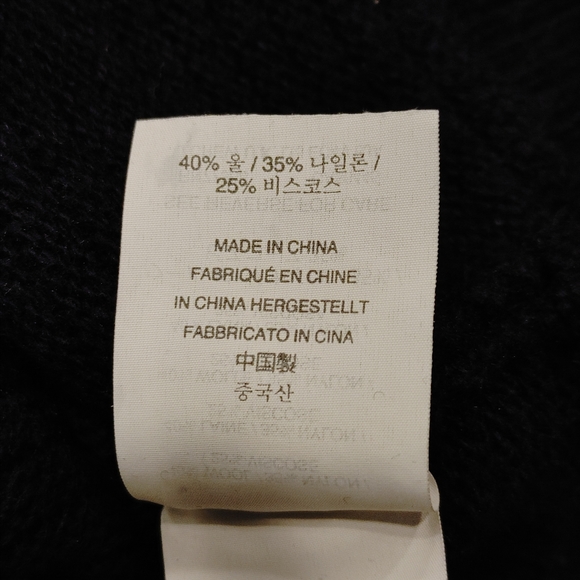 40% 울 / 35% 나일론 /
25% 비스코스
MADE IN CHINA
FABRIQUÉ EN CHINE
IN CHINA HERGESTELLT
FABBRICATO IN CINA
中国製
중국산